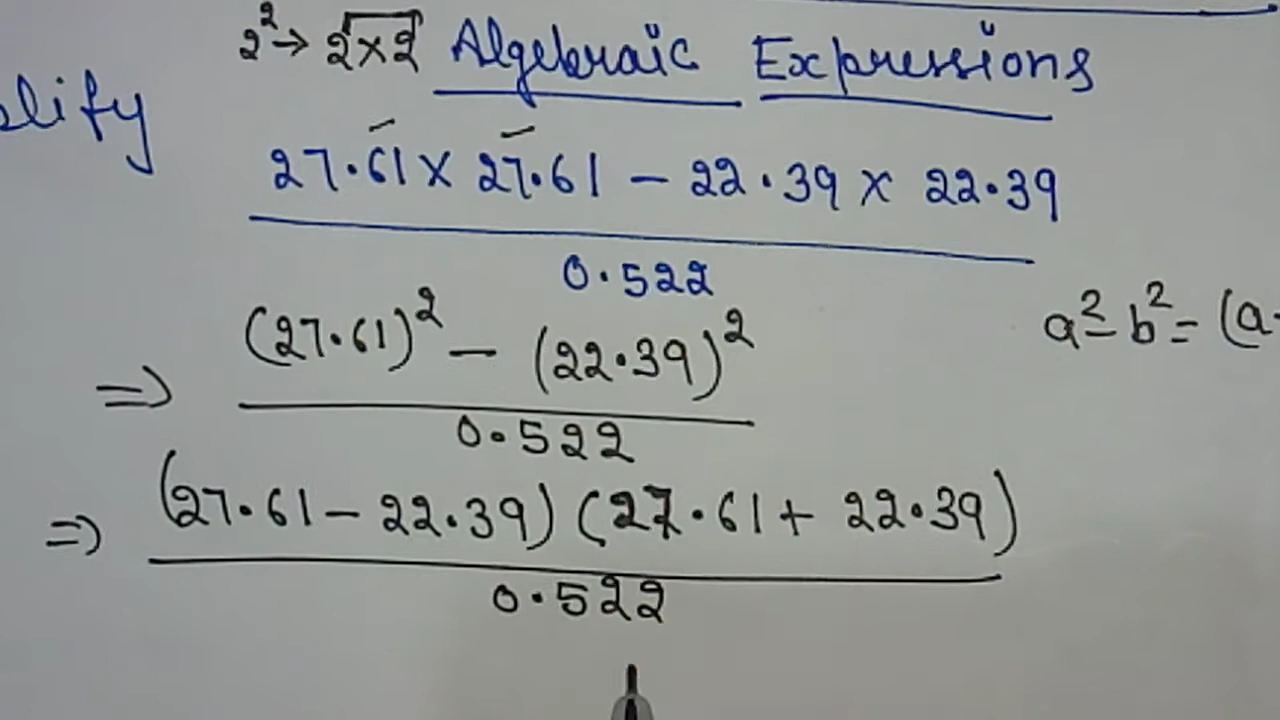 2² → 2×2 Algebraic Expressions
lify
27.61 × 27.61 – 22.39 × 22.39
0.522
a² – b² = (a-
=> (27.61)² – (22.39)²
0.522
=> (27.61 – 22.39) (27.61 + 22.39)
0.522